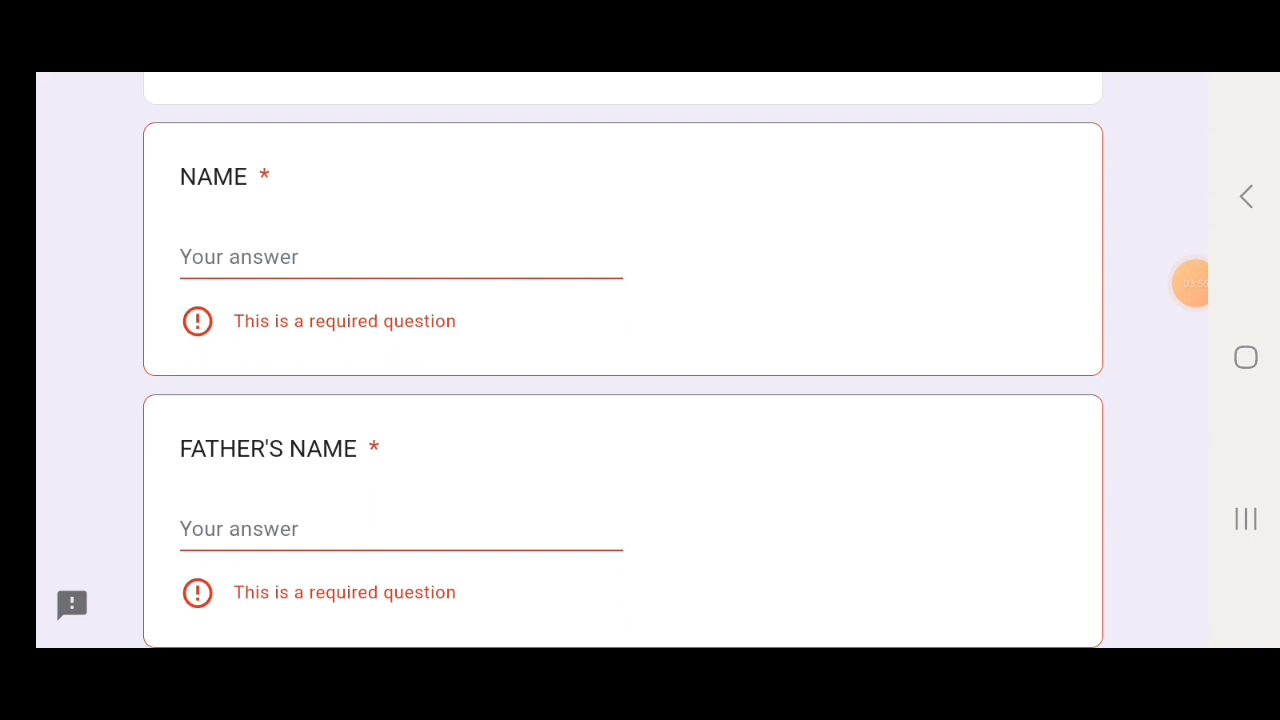 NAME *
Your answer
This is a required question
FATHER'S NAME *
Your answer
This is a required question